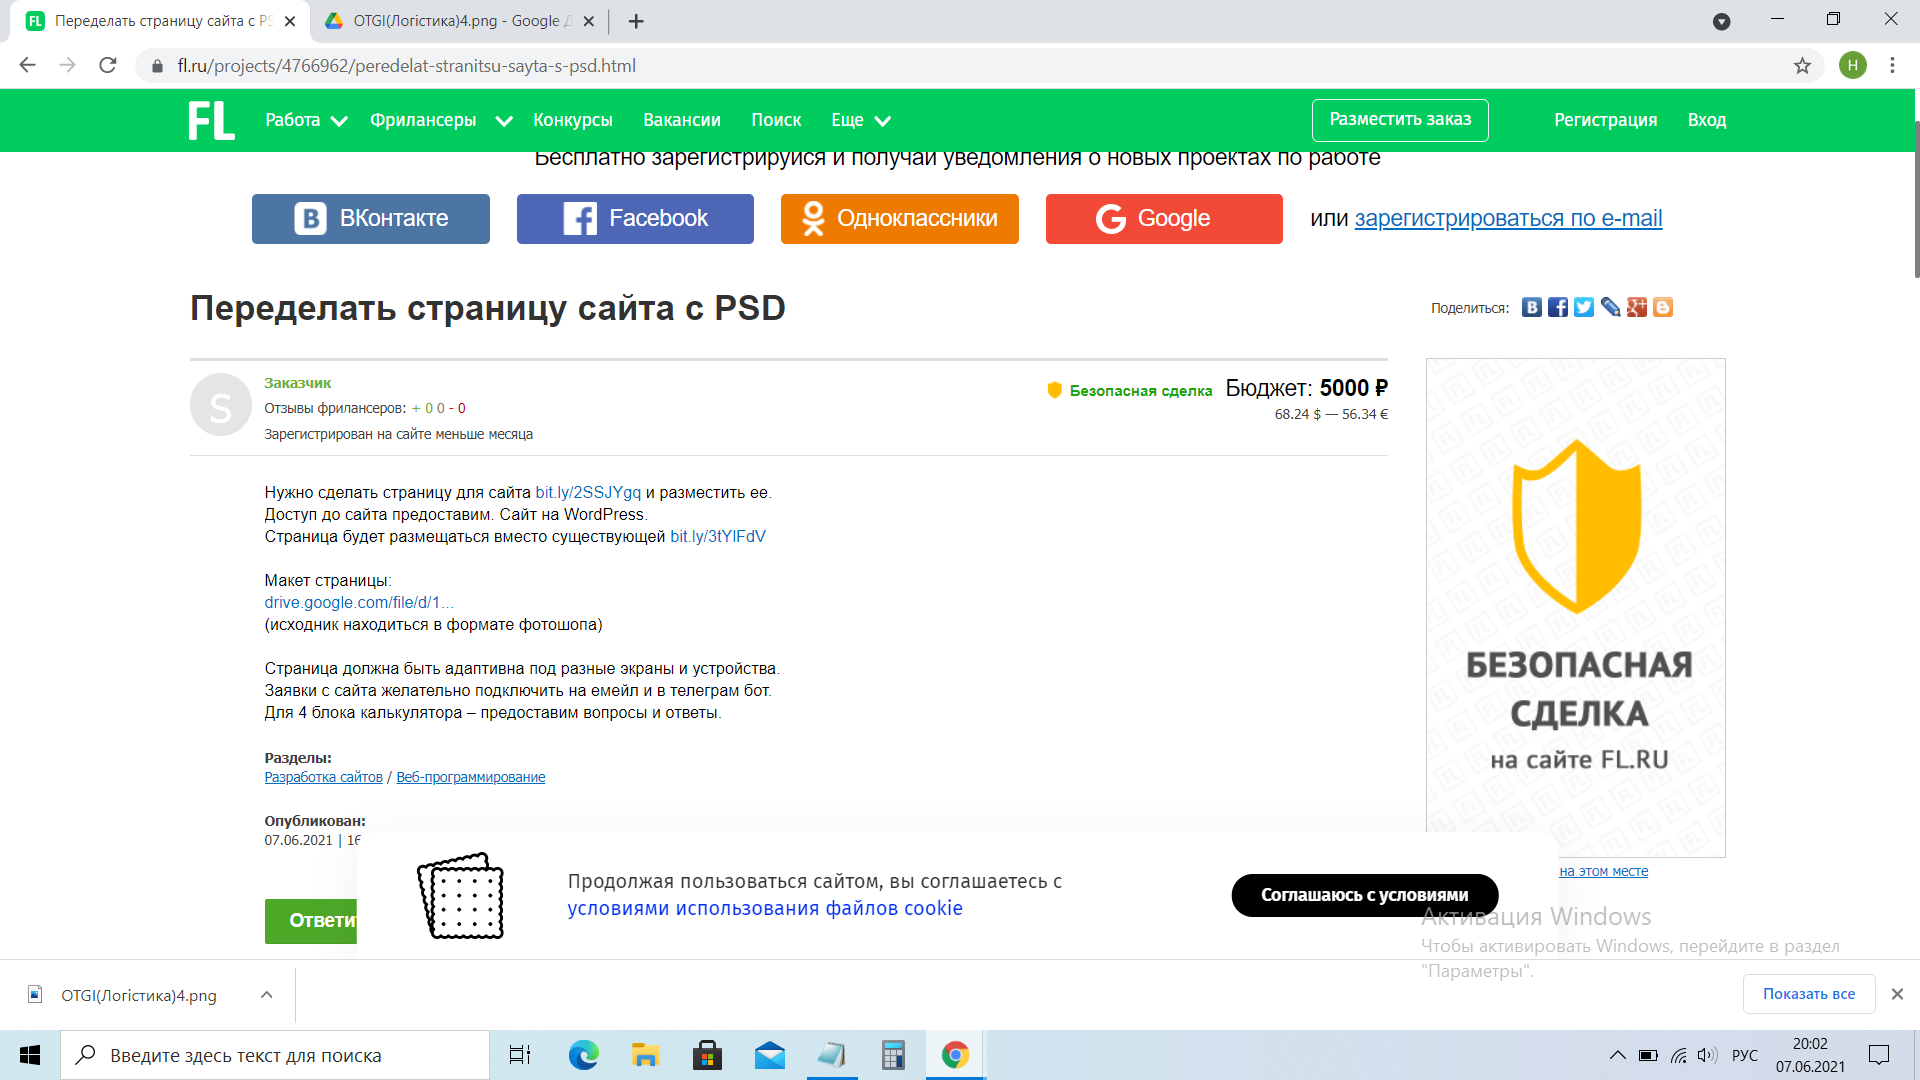 Переделать страницу сайта с PS
OTGI(Логістика)4.png - Google Д
fl.ru/projects/4766962/peredelat-stranitsu-sayta-s-psd.html
H
FL Работа Фрилансеры Конкурсы Вакансии Поиск Еще Разместить заказ Регистрация Вход
Бесплатно зарегистрируйся и получай уведомления о новых проектах по работе
ВКонтакте Facebook Одноклассники Google или зарегистрироваться по e-mail
Переделать страницу сайта с PSD
Поделиться:
S
Заказчик
Отзывы фрилансеров: + 0 0 - 0
Зарегистрирован на сайте меньше месяца
Безопасная сделка Бюджет: 5000 ₽
68.24 $ — 56.34 €
Нужно сделать страницу для сайта bit.ly/2SSJYgq и разместить ее.
Доступ до сайта предоставим. Сайт на WordPress.
Страница будет размещаться вместо существующей bit.ly/3tYlFdV
Макет страницы:
drive.google.com/file/d/1...
(исходник находиться в формате фотошопа)
Страница должна быть адаптивна под разные экраны и устройства.
Заявки с сайта желательно подключить на емейл и в телеграм бот.
Для 4 блока калькулятора – предоставим вопросы и ответы.
Разделы:
Разработка сайтов / Веб-программирование
Опубликован:
07.06.2021 | 16
Ответи
БЕЗОПАСНАЯ
СДЕЛКА
на сайте FL.RU
на этом месте
Продолжая пользоваться сайтом, вы соглашаетесь с
условиями использования файлов cookie
Соглашаюсь с условиями
Активация Windows
Чтобы активировать Windows, перейдите в раздел
"Параметры".
OTGI(Логістика)4.png
Показать все
Введите здесь текст для поиска
РУС
20:02
07.06.2021